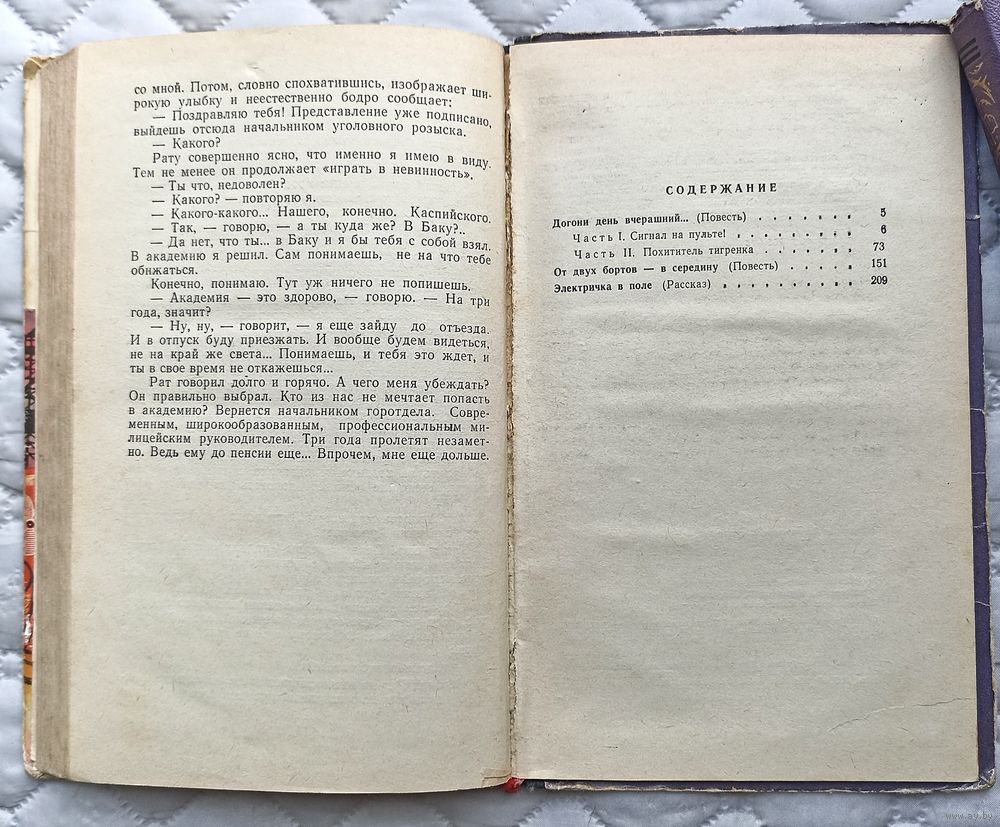 со мной. Потом, словно спохватившись, изображает ши-
рокую улыбку и неестественно бодро сообщает:
— Поздравляю тебя! Представление уже подписано,
выйдешь отсюда начальником уголовного розыска.
— Какого?
Рату совершенно ясно, что именно я имею в виду.
Тем не менее он продолжает «играть в невинность».
— Ты что, недоволен?
— Какого? — повторяю я.
— Какого-какого... Нашего, конечно. Каспийского.
— Так, — говорю, — а ты куда же? В Баку?..
— Да нет, что ты... в Баку и я бы тебя с собой взял.
В академию я решил. Сам понимаешь, не на что тебе
обижаться.
Конечно, понимаю. Тут уж ничего не попишешь.
— Академия — это здорово, — говорю. — На три
года, значит?
— Ну, ну, — говорит, — я еще зайду до отъезда.
И в отпуск буду приезжать. И вообще будем видеться,
не на край же света... Понимаешь, и тебя это ждет, и
ты в свое время не откажешься...
Рат говорил долго и горячо. А чего меня убеждать?
Он правильно выбрал. Кто из нас не мечтает попасть
в академию? Вернется начальником горотдела. Совре-
менным, широкообразованным, профессиональным ми-
лицейским руководителем. Три года пролетят незамет-
но. Ведь ему до пенсии еще... Впрочем, мне еще дольше.
СОДЕРЖАНИЕ
Догони день вчерашний... (Повесть) . . . . . . . 5
Часть I. Сигнал на пульте! . . . . . . . . 6
Часть II. Похититель тигренка . . . . . . . 73
От двух бортов — в середину (Повесть) . . . . . 151
Электричка в поле (Рассказ) . . . . . . . . . 209
www.ay.by